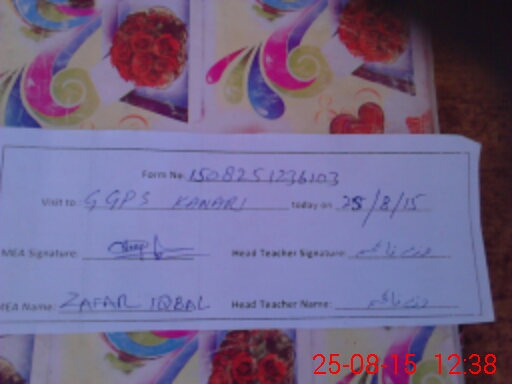 Form No. 1508251236103
Visit to: GGPS KANARI today on 25/8/15
MEA Signature: Head Teacher Signature:
MEA Name: ZAFAR IQBAL Head Teacher Name:
25-08-15 12:38